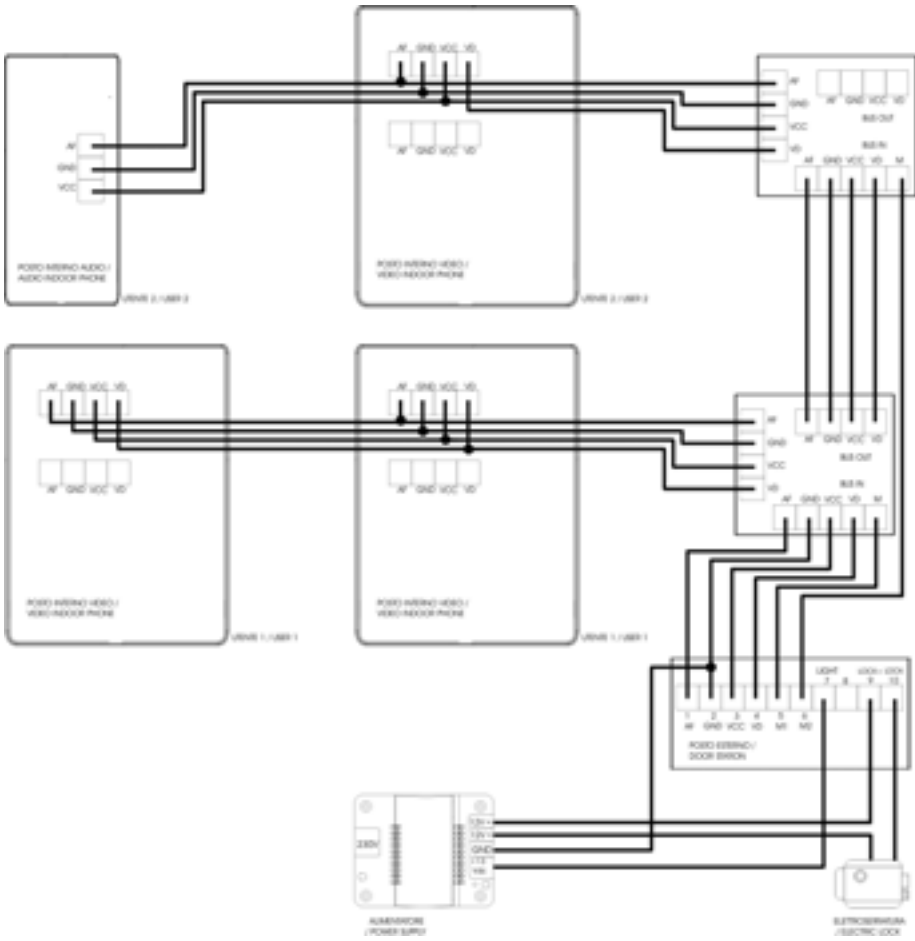 AF GND VCC VD
AF GND VCC VD
AF
GND
VCC
POSTO INTERNO AUDIO /
AUDIO INDOOR PHONE
UTENTE 2 / USER 2
POSTO INTERNO VIDEO /
VIDEO INDOOR PHONE
UTENTE 2 / USER 2
AF
GND
VCC
VD
AF GND VCC VD
BUS OUT
BUS IN
AF GND VCC VD M
AF GND VCC VD
AF GND VCC VD
POSTO INTERNO VIDEO /
VIDEO INDOOR PHONE
UTENTE 1 / USER 1
AF GND VCC VD
AF GND VCC VD
POSTO INTERNO VIDEO /
VIDEO INDOOR PHONE
UTENTE 1 / USER 1
AF
GND
VCC
VD
AF GND VCC VD
BUS OUT
BUS IN
AF GND VCC VD M
LIGHT LOCK / LOCK
7 8 9 10
1 2 3 4 5 6
AF GND VCC VD M1 M2
POSTO ESTERNO /
DOOR STATION
230V
12V
12V
GND
ALIMENTATORE
/ POWER SUPPLY
ELETTROSERRATURA
/ ELECTRIC LOCK